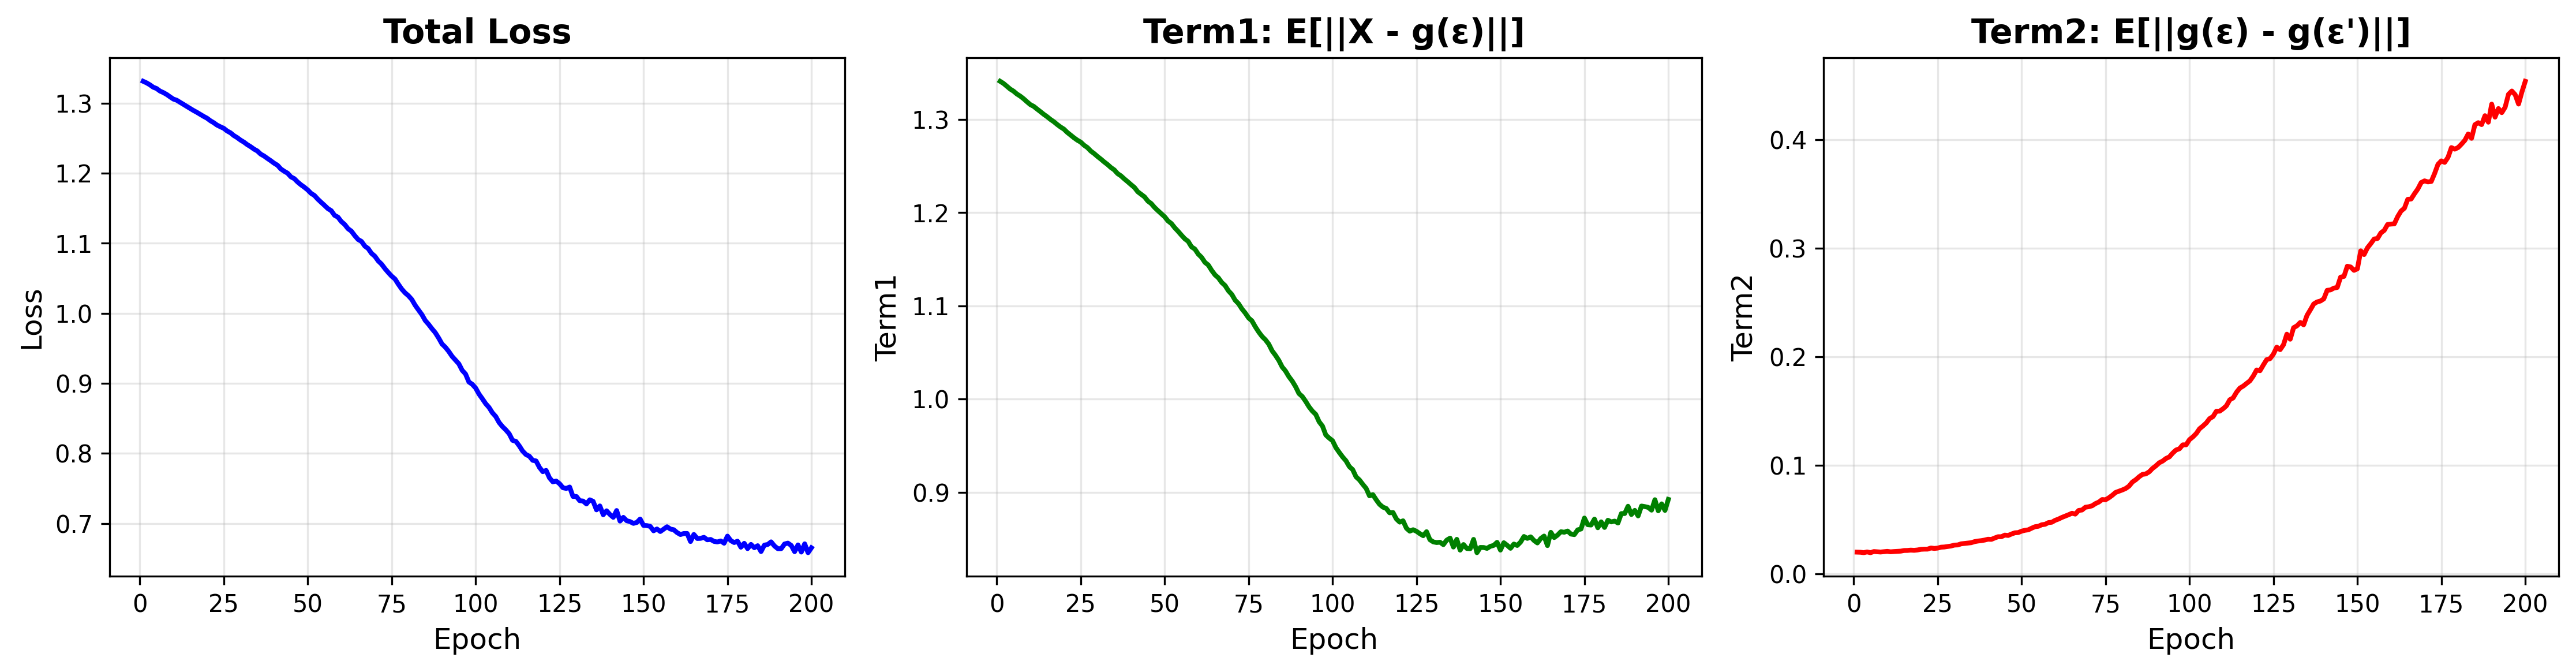 Total Loss
Loss
1.3
1.2
1.1
1.0
0.9
0.8
0.7
0 25 50 75 100 125 150 175 200
Epoch
Term1: E[||X - g(ε)||]
Term1
1.3
1.2
1.1
1.0
0.9
0 25 50 75 100 125 150 175 200
Epoch
Term2: E[||g(ε) - g(ε')||]
Term2
0.4
0.3
0.2
0.1
0.0
0 25 50 75 100 125 150 175 200
Epoch